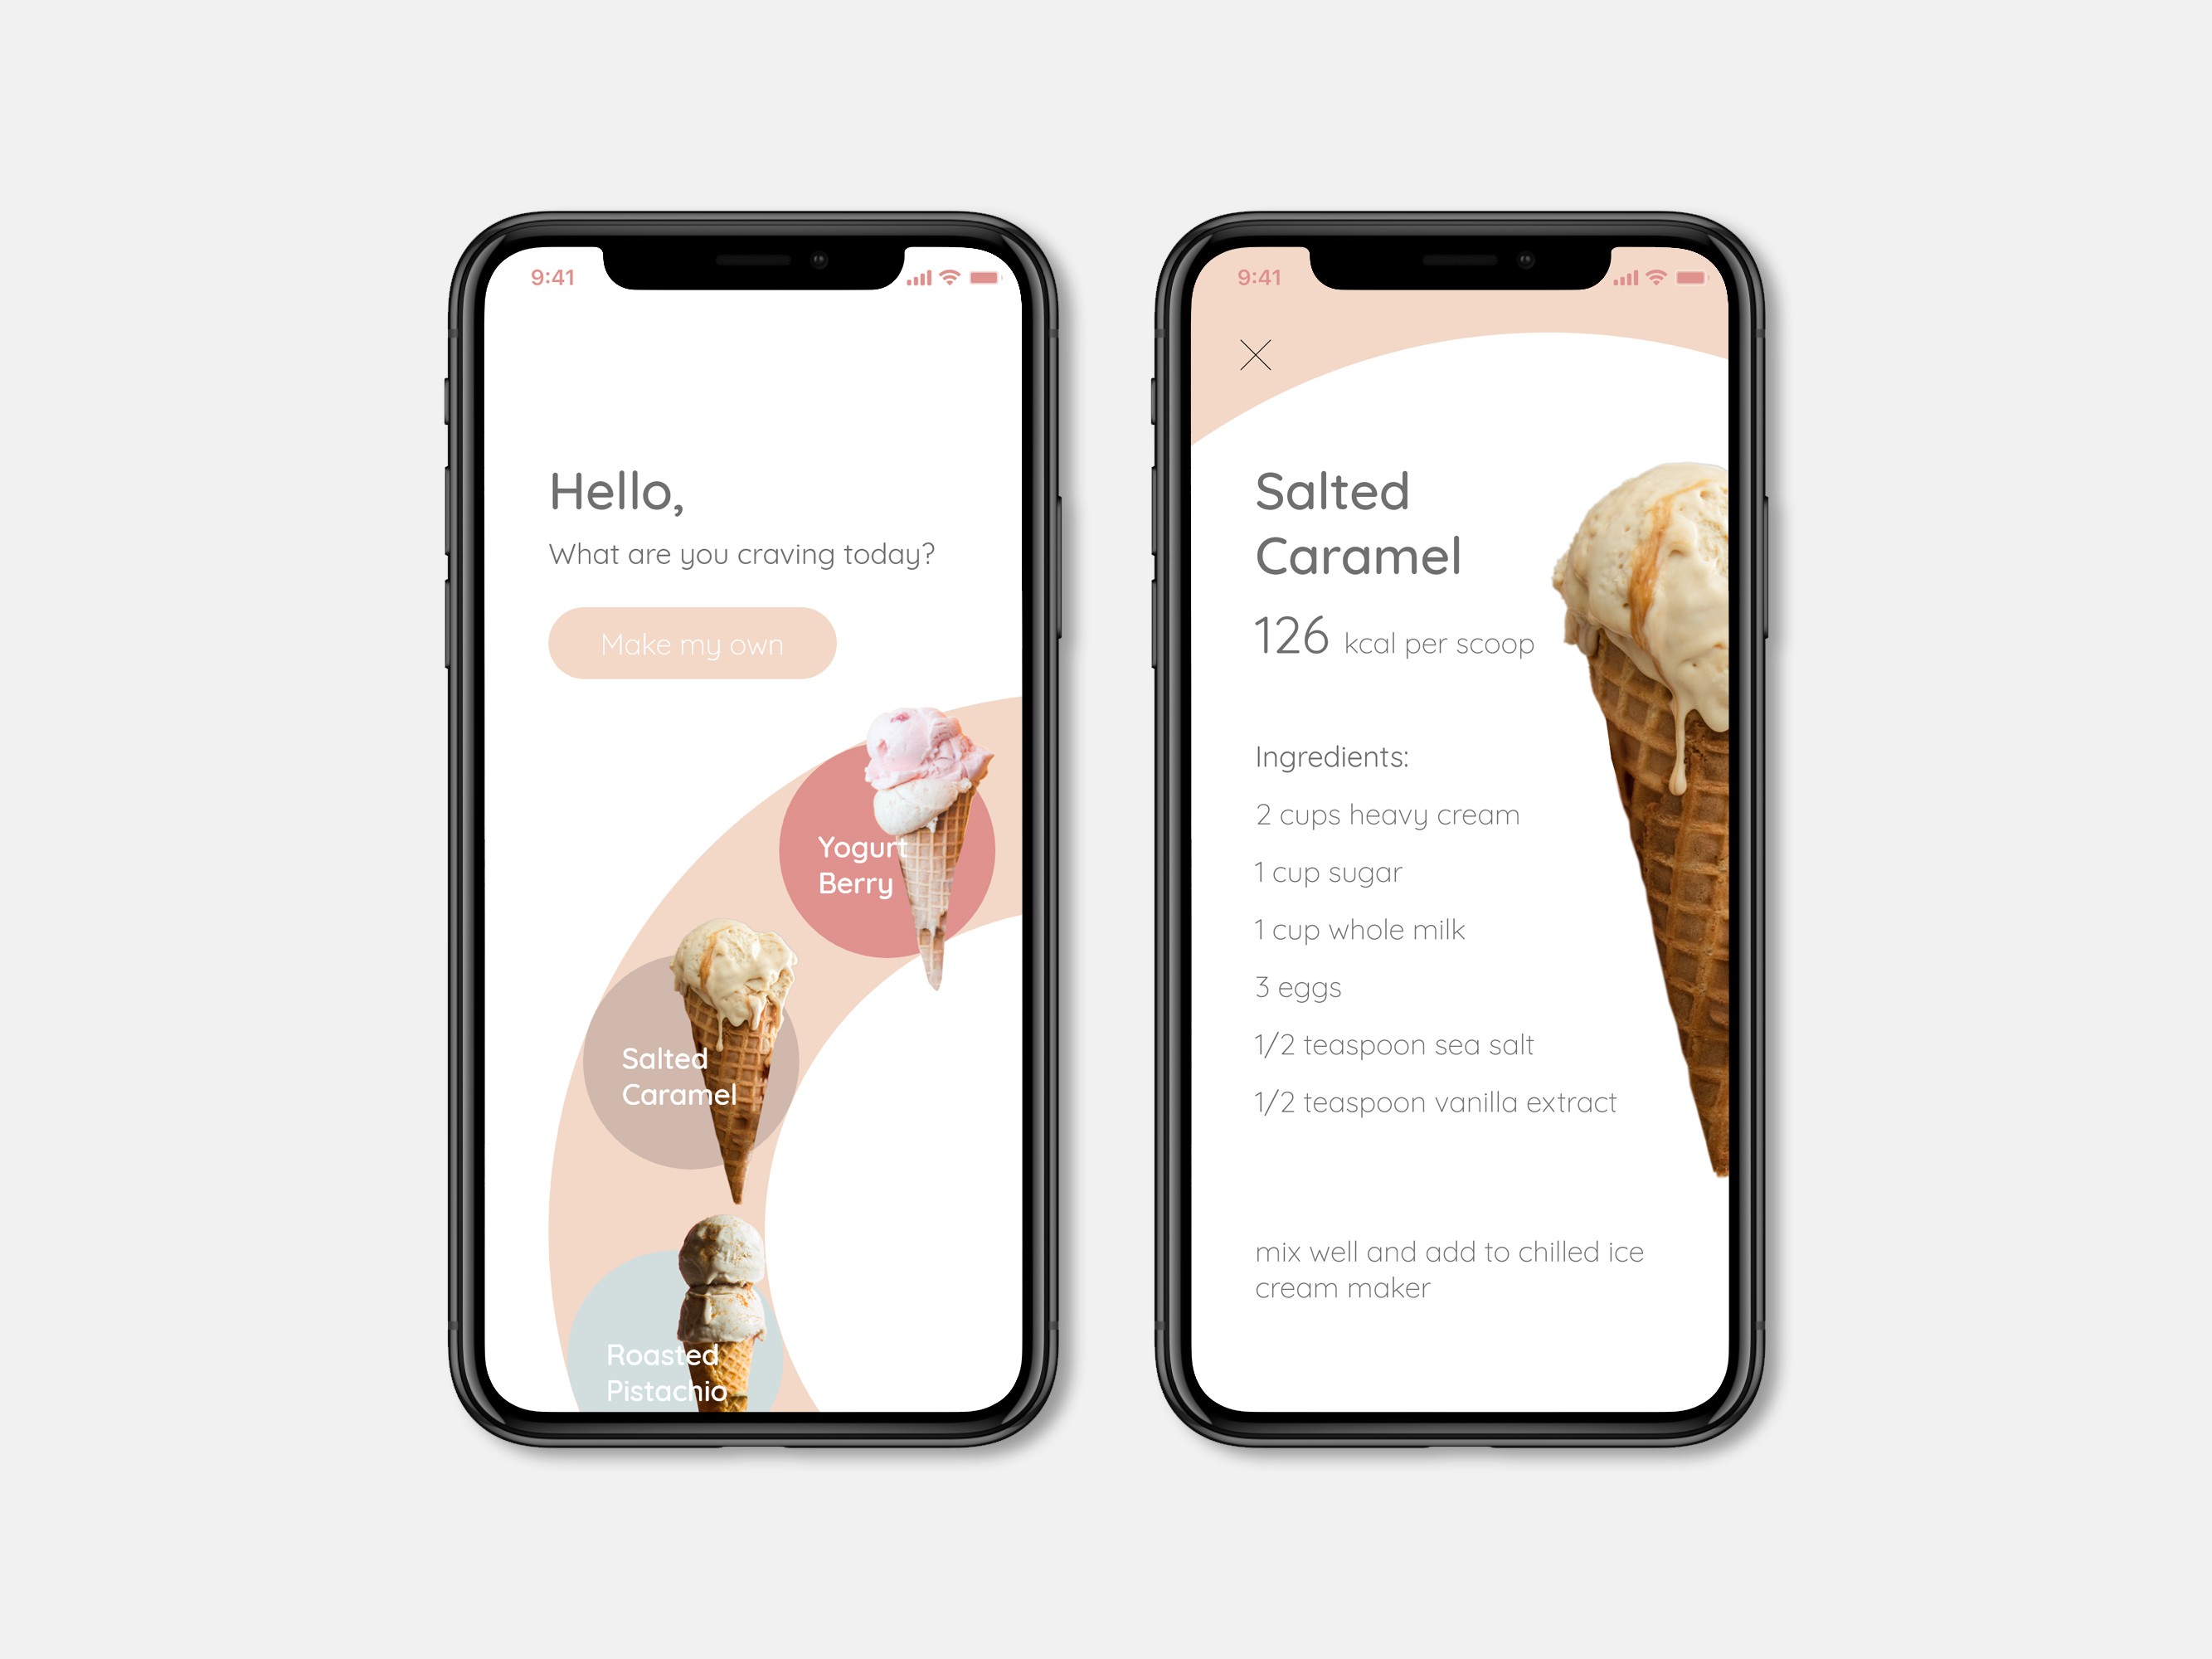 9:41
Hello,
What are you craving today?
Make my own
Yogurt
Berry
Salted
Caramel
Roasted
Pistachio
9:41
Salted
Caramel
126 kcal per scoop
Ingredients:
2 cups heavy cream
1 cup sugar
1 cup whole milk
3 eggs
1/2 teaspoon sea salt
1/2 teaspoon vanilla extract
mix well and add to chilled ice
cream maker